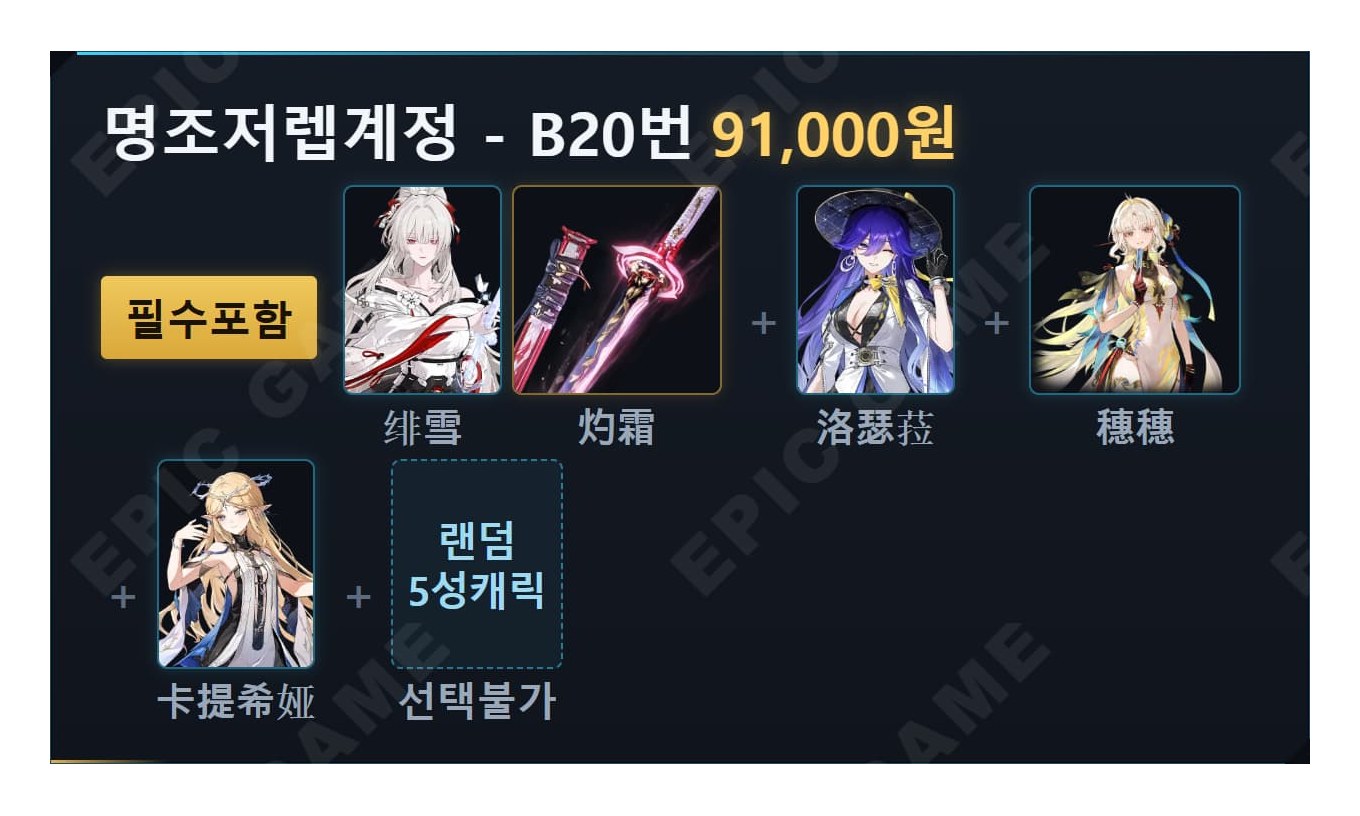 명조저렙계정 - B20번 91,000원
필수포함
绯雪 灼霜 + 洛瑟菈 + 穗穗
+ 卡提希娅 + 랜덤
5성캐릭
선택불가
EPIC GAME